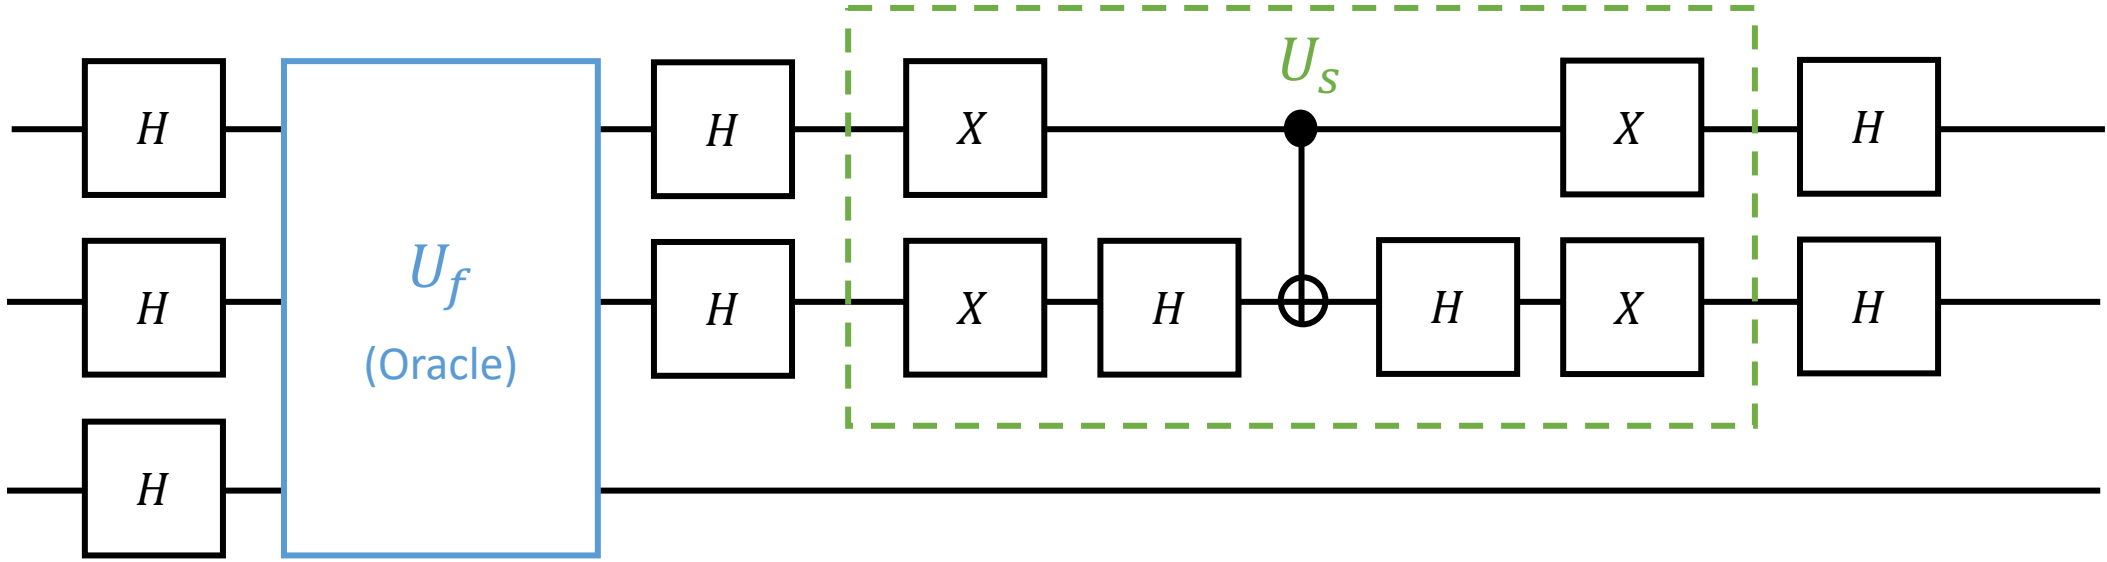 U_s
H H X X H
H U_f H X H H X H
(Oracle)
H